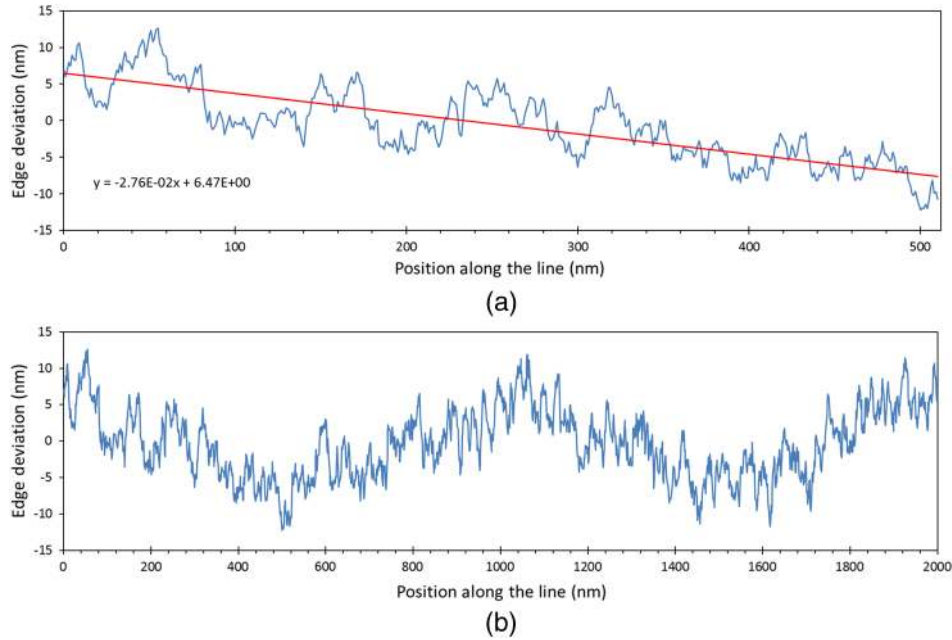 15
10
5
0
-5
-10
-15
Edge deviation (nm)
y = -2.76E-02x + 6.47E+00
0 100 200 300 400 500
Position along the line (nm)
(a)
15
10
5
0
-5
-10
-15
Edge deviation (nm)
0 200 400 600 800 1000 1200 1400 1600 1800 2000
Position along the line (nm)
(b)